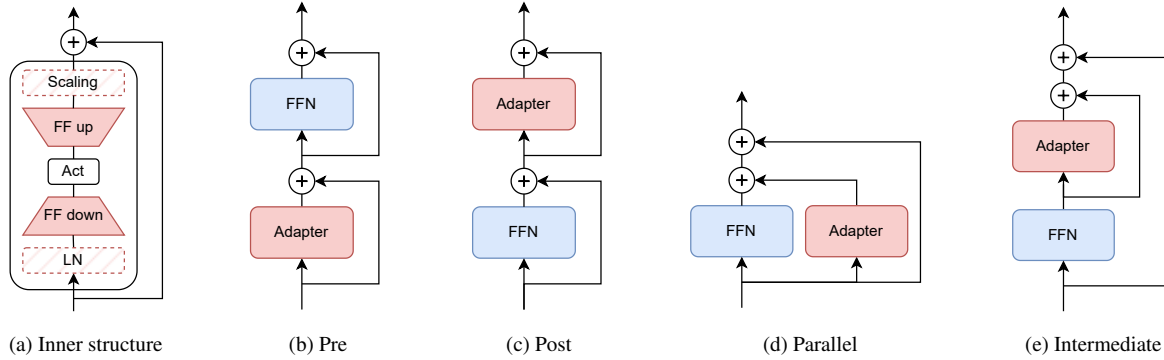 Scaling
FF up
Act
FF down
LN
(a) Inner structure
FFN
Adapter
(b) Pre
Adapter
FFN
(c) Post
FFN
Adapter
(d) Parallel
Adapter
FFN
(e) Intermediate